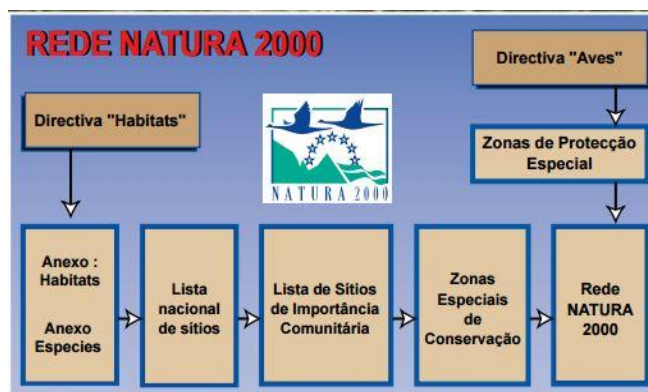 REDE NATURA 2000
Directiva "Aves"
Directiva "Habitats"
Zonas de Protecção
Especial
NATURA 2000
Anexo :
Habitats
Anexo
Especies
Lista
nacional
de sitios
Lista de Sítios
de Importância
Comunitária
Zonas
Especiais
de
Conservação
Rede
NATURA
2000